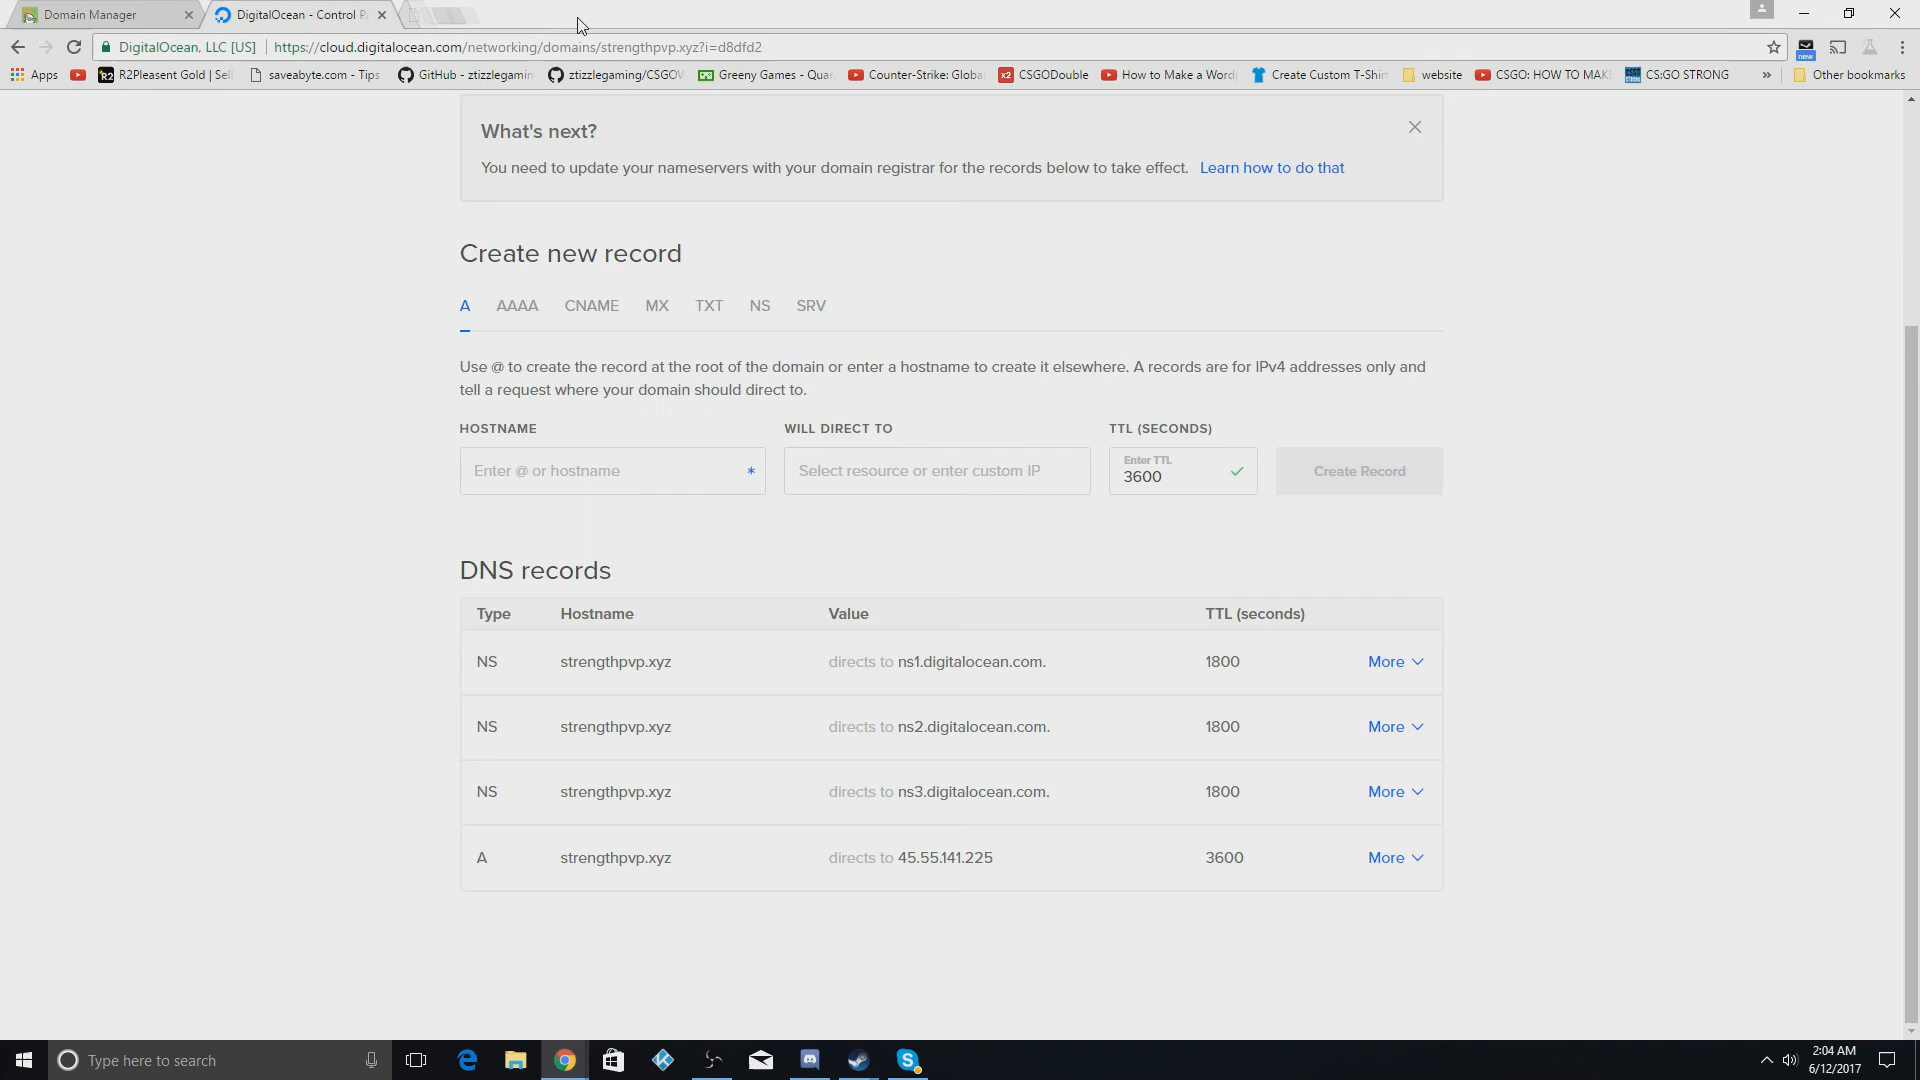 Domain Manager
DigitalOcean - Control P
DigitalOcean, LLC [US]
https://cloud.digitalocean.com/networking/domains/strengthpvp.xyz?i=d8dfd2
new
Apps
R2Pleasent Gold | Sell
saveabyte.com - Tips
GitHub - ztizzlegamin
ztizzlegaming/CSGOW
Greeny Games - Quar
Counter-Strike: Globa
CSGODouble
How to Make a Word
Create Custom T-Shir
website
CSGO: HOW TO MAK
CS:GO STRONG
»
Other bookmarks
What's next?
You need to update your nameservers with your domain registrar for the records below to take effect. Learn how to do that
Create new record
A AAAA CNAME MX TXT NS SRV
Use @ to create the record at the root of the domain or enter a hostname to create it elsewhere. A records are for IPv4 addresses only and
tell a request where your domain should direct to.
HOSTNAME WILL DIRECT TO TTL (SECONDS)
Enter @ or hostname *
Select resource or enter custom IP
Enter TTL
3600
Create Record
DNS records
Type Hostname Value TTL (seconds)
NS strengthpvp.xyz directs to ns1.digitalocean.com. 1800 More
NS strengthpvp.xyz directs to ns2.digitalocean.com. 1800 More
NS strengthpvp.xyz directs to ns3.digitalocean.com. 1800 More
A strengthpvp.xyz directs to 45.55.141.225 3600 More
Type here to search
2:04 AM
6/12/2017